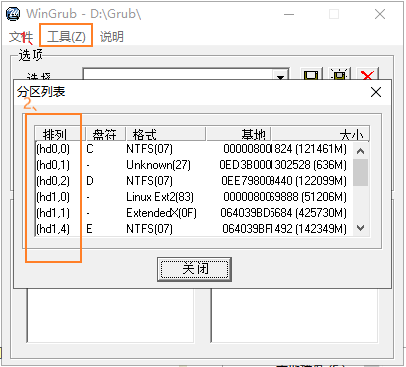 WinGrub - D:\Grub\
文件 1、 工具(Z) 说明
选项
选择
分区列表
2、
排列 盘符 格式 基地 大小
(hd0,0) C NTFS(07) 00000800 824 (121461M)
(hd0,1) - Unknown(27) 0ED3B000 302528 (636M)
(hd0,2) D NTFS(07) 0EE79800 8440 (122099M)
(hd1,0) - Linux Ext2(83) 00000800 69888 (51206M)
(hd1,1) - ExtendedX(0F) 064039BD 5684 (425730M)
(hd1,4) E NTFS(07) 064039BF 1492 (142349M)
关闭